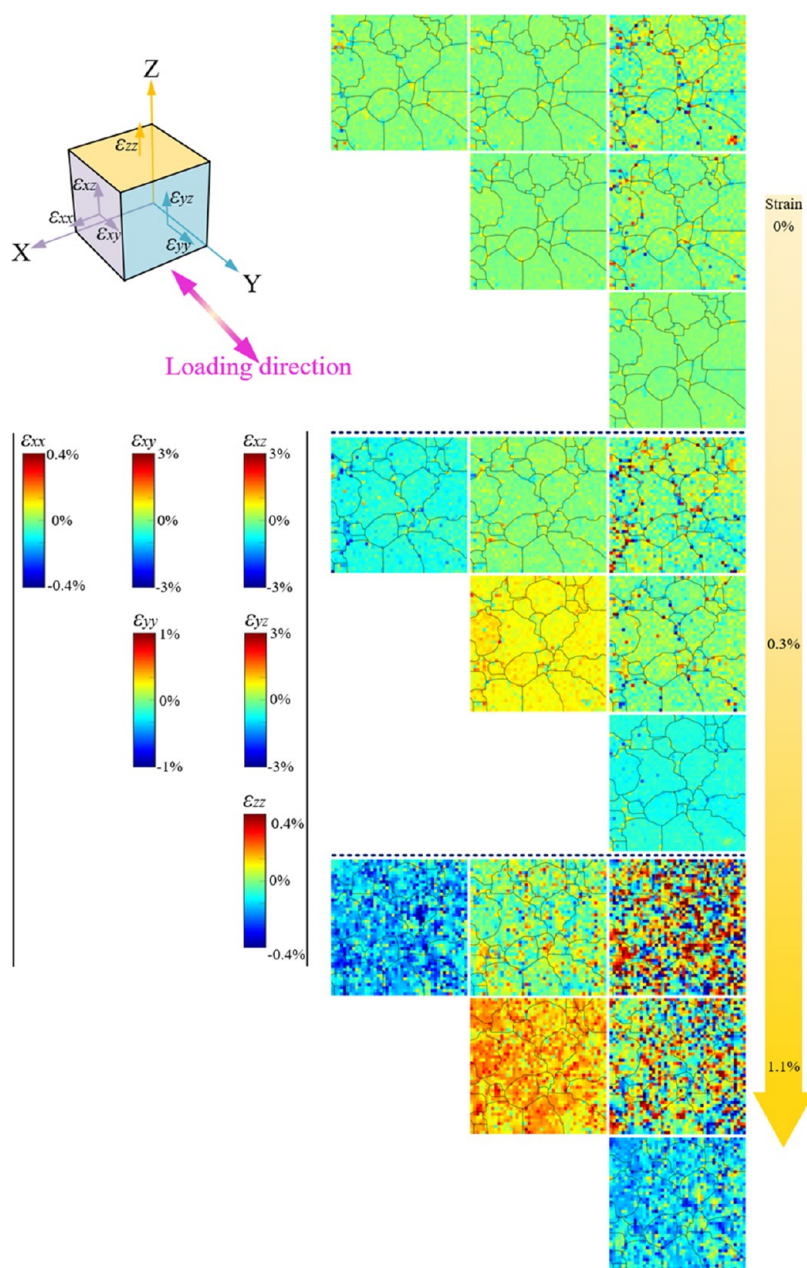 Z
εzz
εxz
εyz
εxx
εxy
εyy
X
Y
Loading direction
Strain
0%
εxx
εxy
εxz
0.4%
3%
3%
0%
0%
0%
-0.4%
-3%
-3%
εyy
εyz
1%
3%
0%
0%
-1%
-3%
0.3%
εzz
0.4%
0%
-0.4%
1.1%